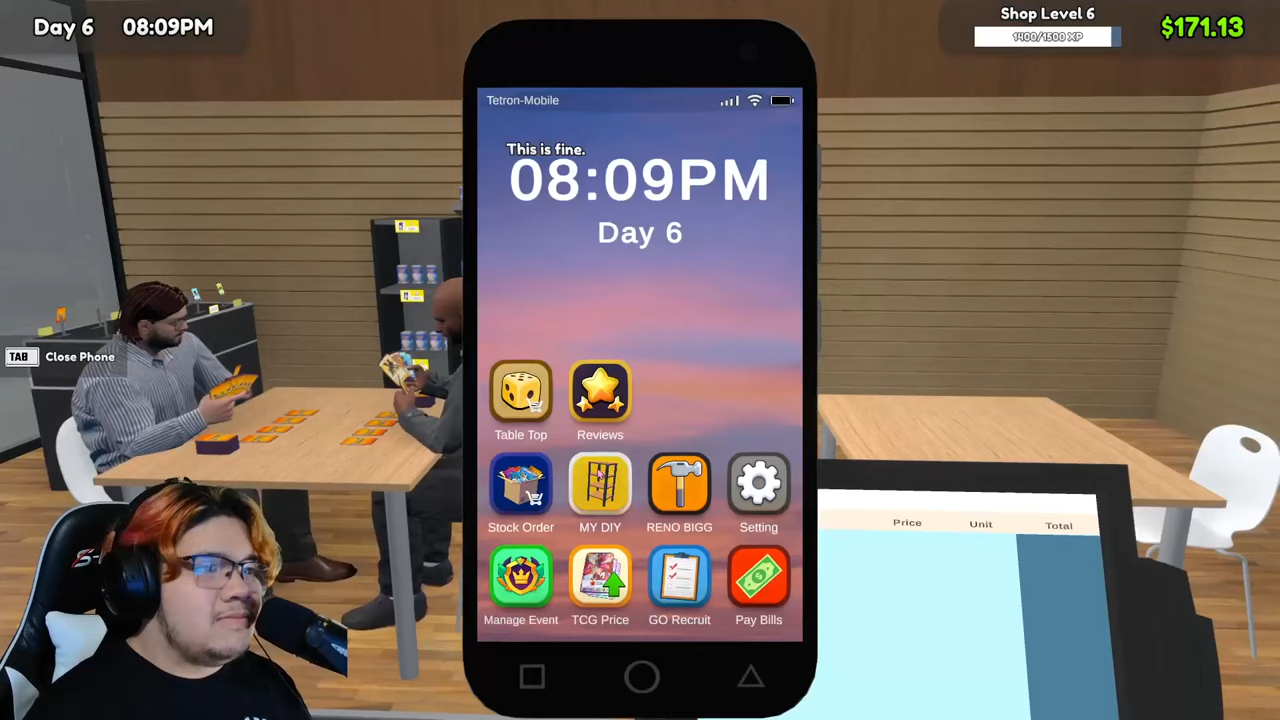 Day 6
08:09PM
Shop Level 6
1400/1500 XP
$171.13
Tetron-Mobile
This is fine.
08:09PM
Day 6
TAB Close Phone
Table Top
Reviews
Stock Order
MY DIY
RENO BIGG
Setting
Manage Event
TCG Price
GO Recruit
Pay Bills
Price
Unit
Total